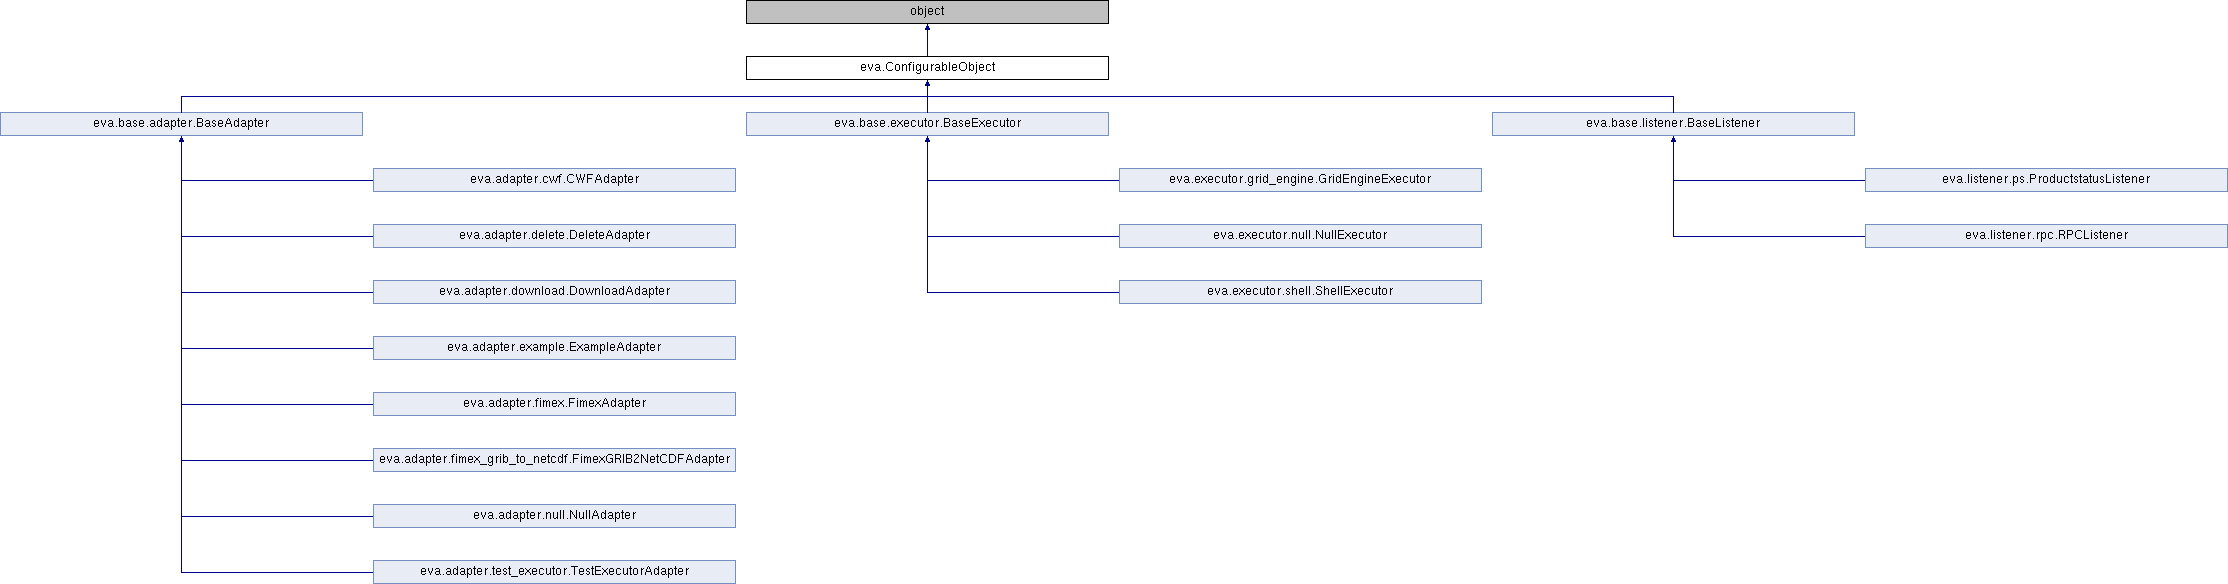 object
eva.ConfigurableObject
eva.base.adapter.BaseAdapter
eva.base.executor.BaseExecutor
eva.base.listener.BaseListener
eva.adapter.cwf.CWFAdapter
eva.executor.grid_engine.GridEngineExecutor
eva.listener.ps.ProductstatusListener
eva.adapter.delete.DeleteAdapter
eva.executor.null.NullExecutor
eva.listener.rpc.RPCListener
eva.adapter.download.DownloadAdapter
eva.executor.shell.ShellExecutor
eva.adapter.example.ExampleAdapter
eva.adapter.fimex.FimexAdapter
eva.adapter.fimex_grib_to_netcdf.FimexGRIB2NetCDFAdapter
eva.adapter.null.NullAdapter
eva.adapter.test_executor.TestExecutorAdapter